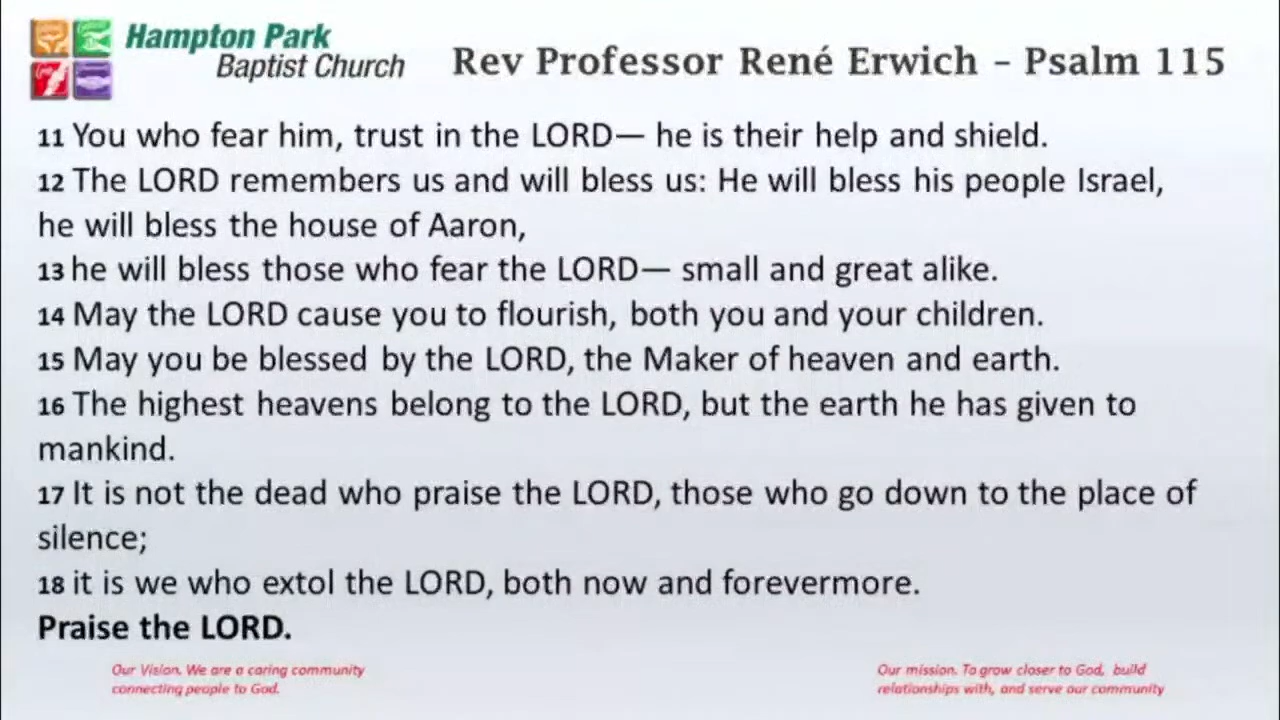 Hampton Park
Baptist Church
Rev Professor René Erwich – Psalm 115
11 You who fear him, trust in the LORD— he is their help and shield.
12 The LORD remembers us and will bless us: He will bless his people Israel,
he will bless the house of Aaron,
13 he will bless those who fear the LORD— small and great alike.
14 May the LORD cause you to flourish, both you and your children.
15 May you be blessed by the LORD, the Maker of heaven and earth.
16 The highest heavens belong to the LORD, but the earth he has given to
mankind.
17 It is not the dead who praise the LORD, those who go down to the place of
silence;
18 it is we who extol the LORD, both now and forevermore.
Praise the LORD.
Our Vision. We are a caring community
connecting people to God.
Our mission. To grow closer to God, build
relationships with, and serve our community